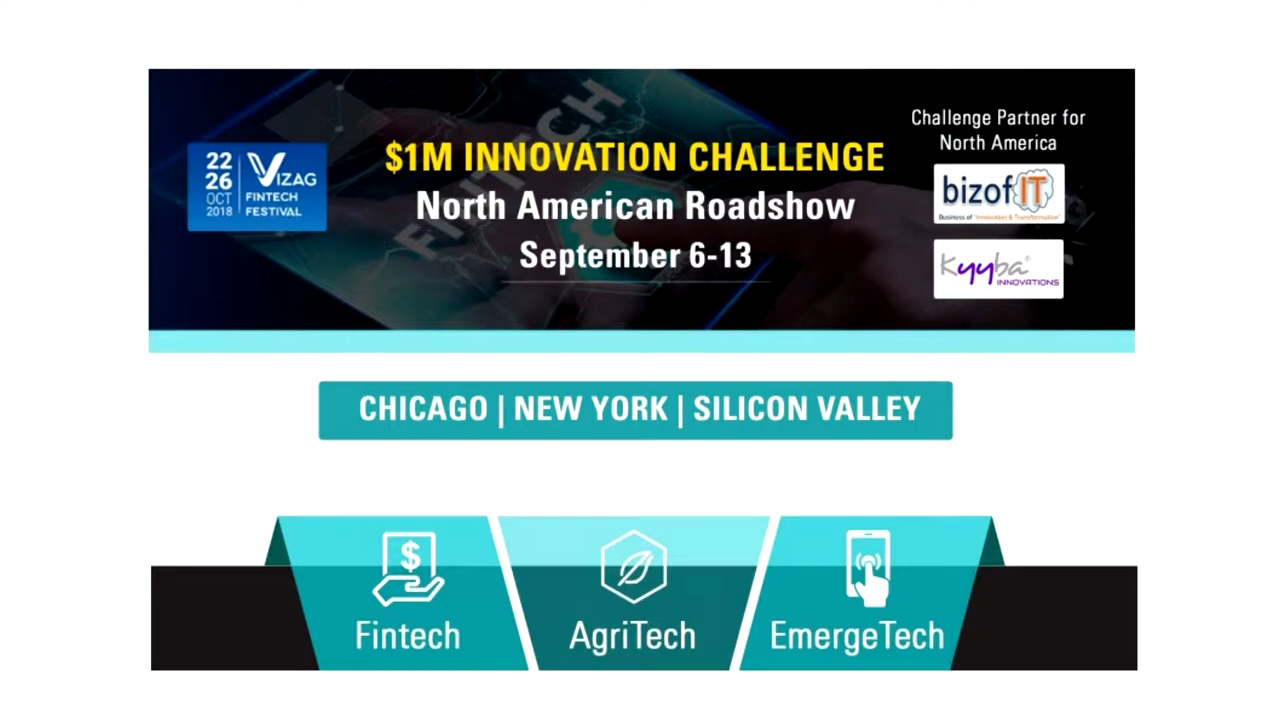 22
26
OCT
2018
VIZAG
FINTECH
FESTIVAL
FINTECH
$1M INNOVATION CHALLENGE
North American Roadshow
September 6-13
Challenge Partner for
North America
bizofIT
Business of "Innovation & Transformation"
Kyyba®
INNOVATIONS
CHICAGO | NEW YORK | SILICON VALLEY
$
Fintech
AgriTech
EmergeTech